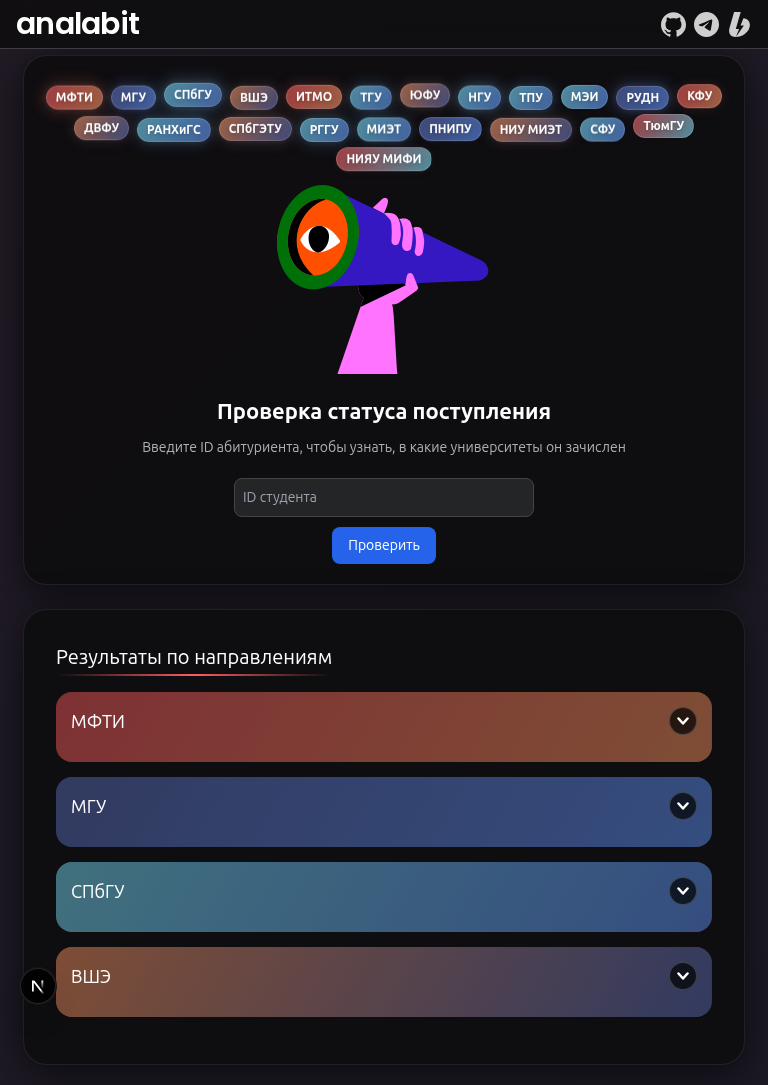 analabit
МФТИ МГУ СПбГУ ВШЭ ИТМО ТГУ ЮФУ НГУ ТПУ МЭИ РУДН КФУ
ДВФУ РАНХиГС СПбГЭТУ РГГУ МИЭТ ПНИПУ НИУ МИЭТ СФУ ТюмГУ
НИЯУ МИФИ
Проверка статуса поступления
Введите ID абитуриента, чтобы узнать, в какие университеты он зачислен
ID студента
Проверить
Результаты по направлениям
МФТИ
МГУ
СПбГУ
ВШЭ
N